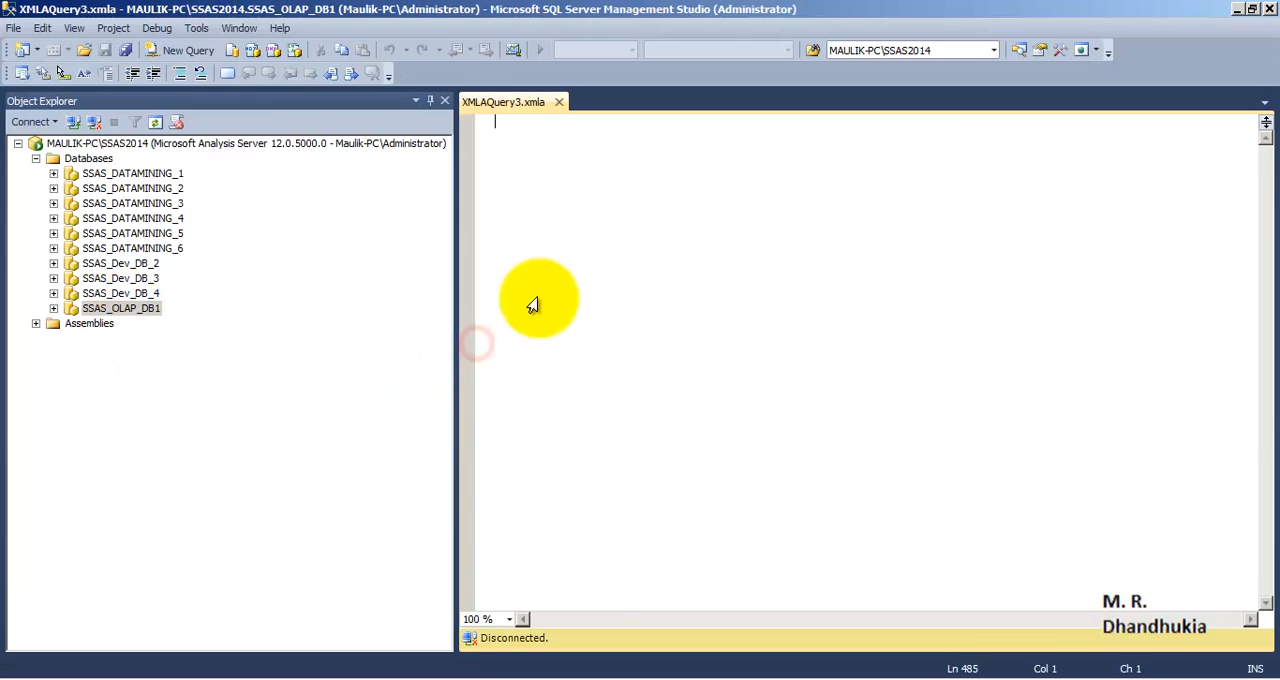 XMLAQuery3.xmla - MAULIK-PC\SSAS2014.SSAS_OLAP_DB1 (Maulik-PC\Administrator) - Microsoft SQL Server Management Studio (Administrator)
File Edit View Project Debug Tools Window Help
New Query MAULIK-PC\SSAS2014
Object Explorer
XMLAQuery3.xmla
Connect
MAULIK-PC\SSAS2014 (Microsoft Analysis Server 12.0.5000.0 - Maulik-PC\Administrator)
Databases
SSAS_DATAMINING_1
SSAS_DATAMINING_2
SSAS_DATAMINING_3
SSAS_DATAMINING_4
SSAS_DATAMINING_5
SSAS_DATAMINING_6
SSAS_Dev_DB_2
SSAS_Dev_DB_3
SSAS_Dev_DB_4
SSAS_OLAP_DB1
Assemblies
M. R.
Dhandhukia
100 %
Disconnected.
Ln 485 Col 1 Ch 1 INS